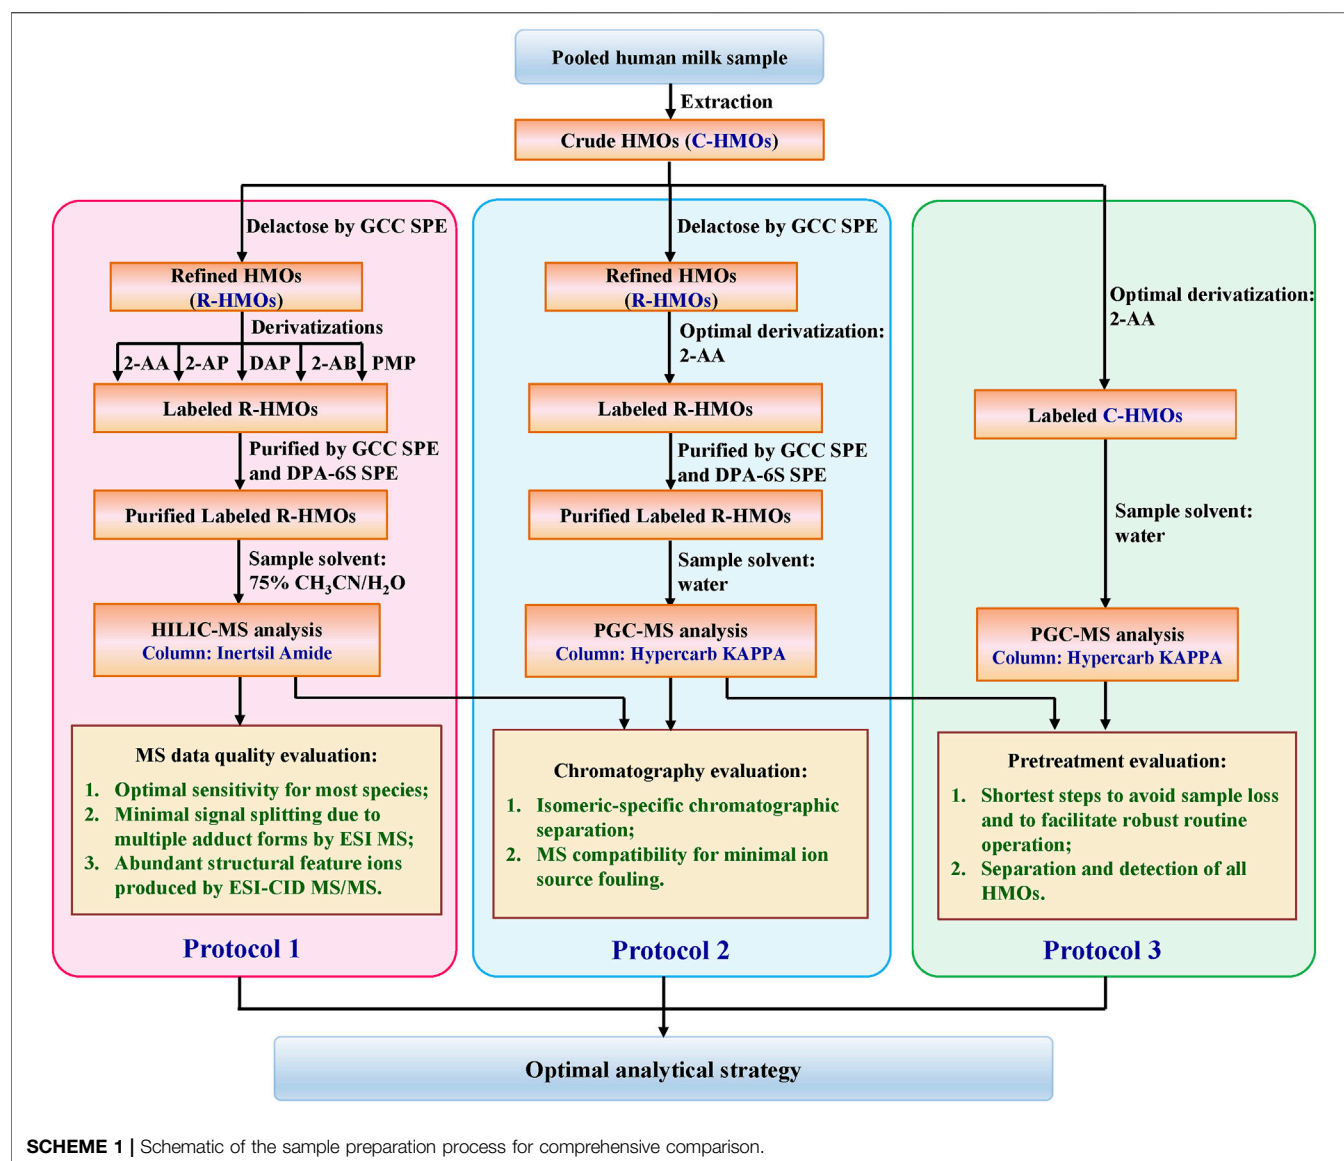 Pooled human milk sample
Extraction
Crude HMOs (C-HMOs)
Delactose by GCC SPE
Refined HMOs
(R-HMOs)
Derivatizations
2-AA
2-AP
DAP
2-AB
PMP
Labeled R-HMOs
Purified by GCC SPE
and DPA-6S SPE
Purified Labeled R-HMOs
Sample solvent:
75% CH₃CN/H₂O
HILIC-MS analysis
Column: Inertsil Amide
MS data quality evaluation:
1. Optimal sensitivity for most species;
2. Minimal signal splitting due to
multiple adduct forms by ESI MS;
3. Abundant structural feature ions
produced by ESI-CID MS/MS.
Protocol 1
Delactose by GCC SPE
Refined HMOs
(R-HMOs)
Optimal derivatization:
2-AA
Labeled R-HMOs
Purified by GCC SPE
and DPA-6S SPE
Purified Labeled R-HMOs
Sample solvent:
water
PGC-MS analysis
Column: Hypercarb KAPPA
Chromatography evaluation:
1. Isomeric-specific chromatographic
separation;
2. MS compatibility for minimal ion
source fouling.
Protocol 2
Optimal derivatization:
2-AA
Labeled C-HMOs
Sample solvent:
water
PGC-MS analysis
Column: Hypercarb KAPPA
Pretreatment evaluation:
1. Shortest steps to avoid sample loss
and to facilitate robust routine
operation;
2. Separation and detection of all
HMOs.
Protocol 3
Optimal analytical strategy
SCHEME 1 | Schematic of the sample preparation process for comprehensive comparison.